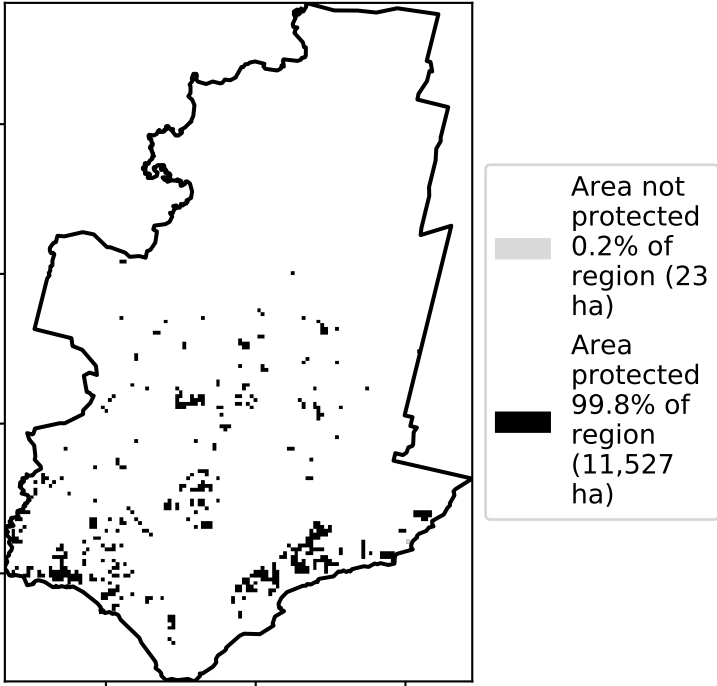 Area not
protected
0.2% of
region (23
ha)
Area
protected
99.8% of
region
(11,527
ha)